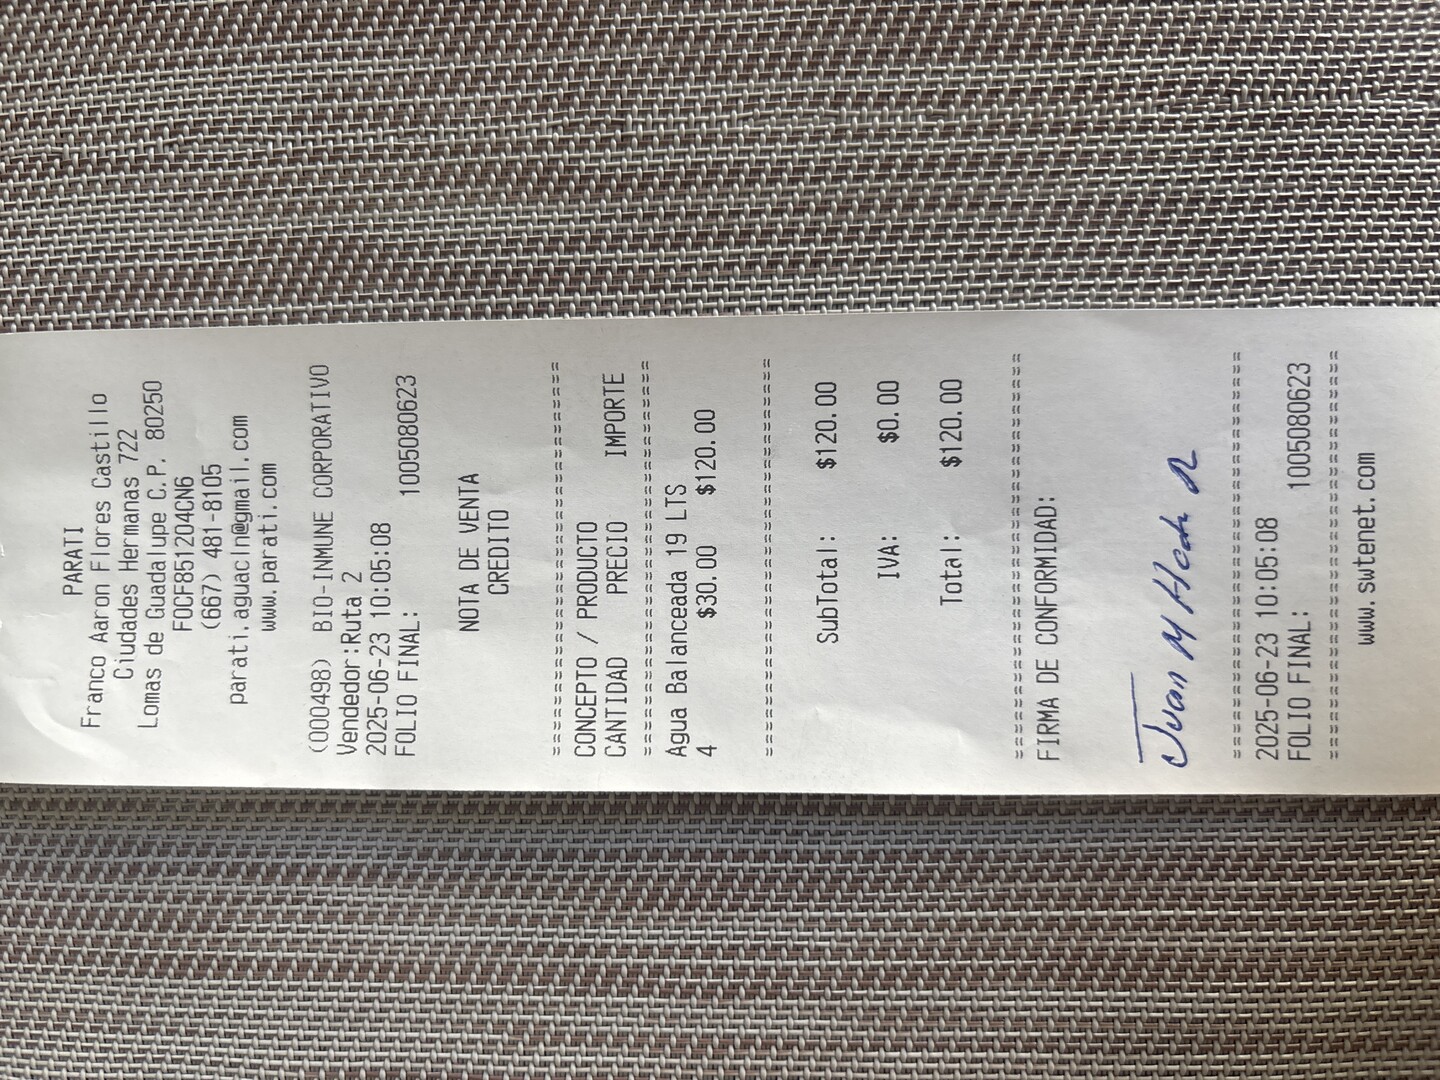 PARATI
Franco Aaron Flores Castillo
Ciudades Hermanas 722
Lomas de Guadalupe C.P. 80250
FOCF851204CN6
(667) 481-8105
parati.aguacln@gmail.com
www.parati.com
(000498) BIO-INMUNE CORPORATIVO
Vendedor:Ruta 2
2025-06-23 10:05:08
FOLIO FINAL: 1005080623
NOTA DE VENTA
CREDITO
==============================
CONCEPTO / PRODUCTO
CANTIDAD PRECIO IMPORTE
==============================
Agua Balanceada 19 LTS
4 $30.00 $120.00
==============================
SubTotal: $120.00
IVA: $0.00
Total: $120.00
==============================
FIRMA DE CONFORMIDAD:
Juan M
==============================
2025-06-23 10:05:08
FOLIO FINAL: 1005080623
==============================
www.swtenet.com